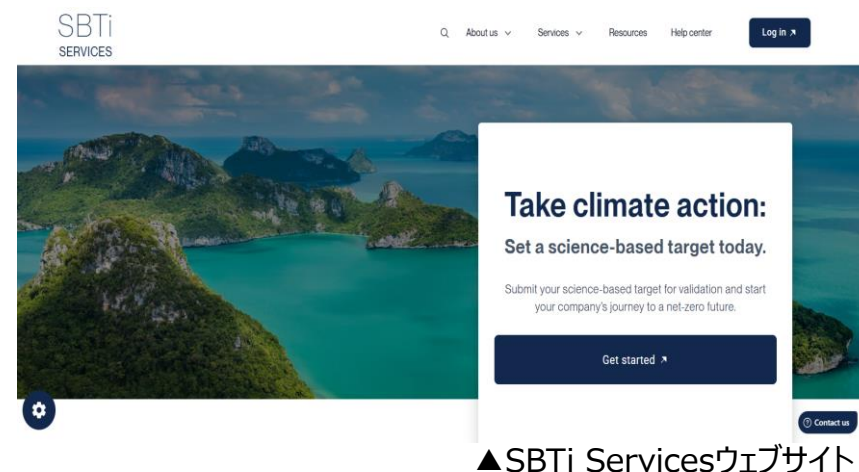 SBTi
SERVICES
About us
Services
Resources
Help center
Log in
Take climate action:
Set a science-based target today.
Submit your science-based target for validation and start
your company's journey to a net-zero future.
Get started
Contact us
▲SBTi Servicesウェブサイト